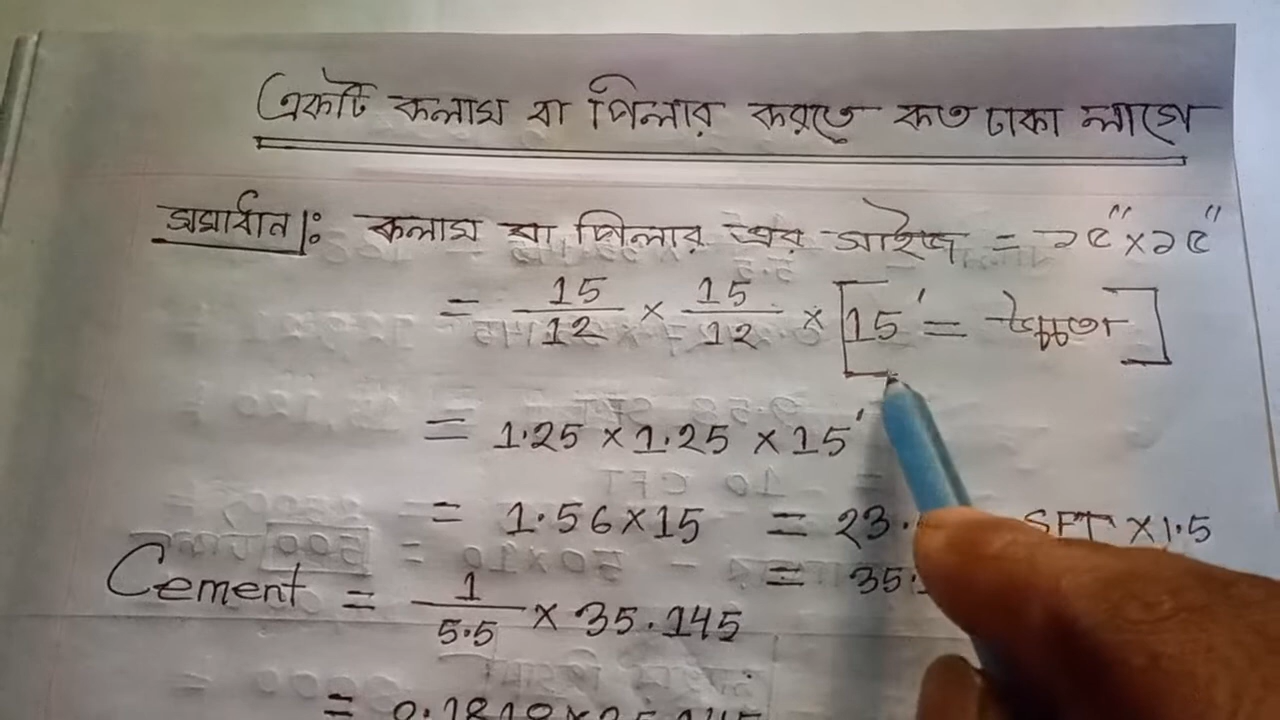 একটি কলাম বা পিলার করতে কত টাকা লাগে
সমাধান: কলাম বা পিলার এর সাইজ = ১৫" × ১৫"
= 15/12 × 15/12 × [15' = উচ্চতা]
= 1.25 × 1.25 × 15'
= 1.56 × 15 = 23. SFT × 1.5
= 35.
Cement = 1/5.5 × 35.145